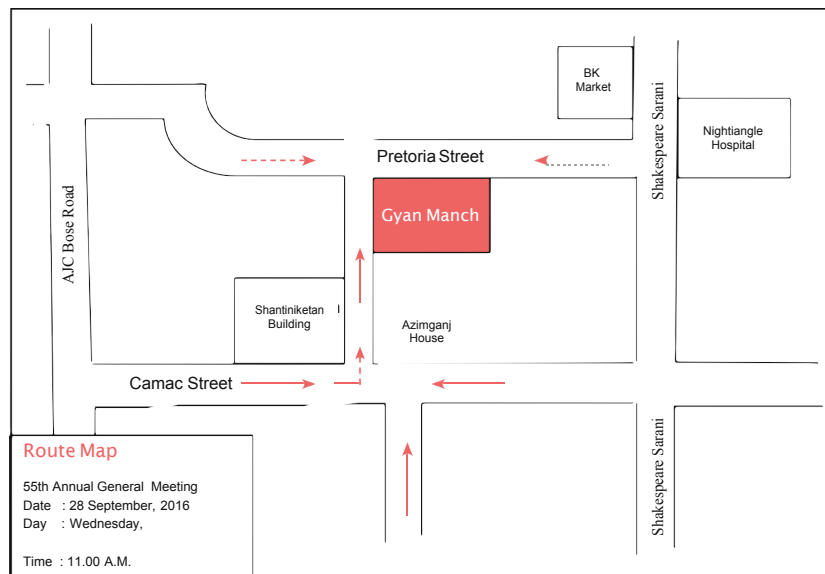 BK
Market
Shakespeare Sarani
Nightiangle
Hospital
Pretoria Street
Gyan Manch
AJC Bose Road
Shantiniketan
Building
Azimganj
House
Camac Street
Shakespeare Sarani
Route Map
55th Annual General Meeting
Date : 28 September, 2016
Day : Wednesday,
Time : 11.00 A.M.